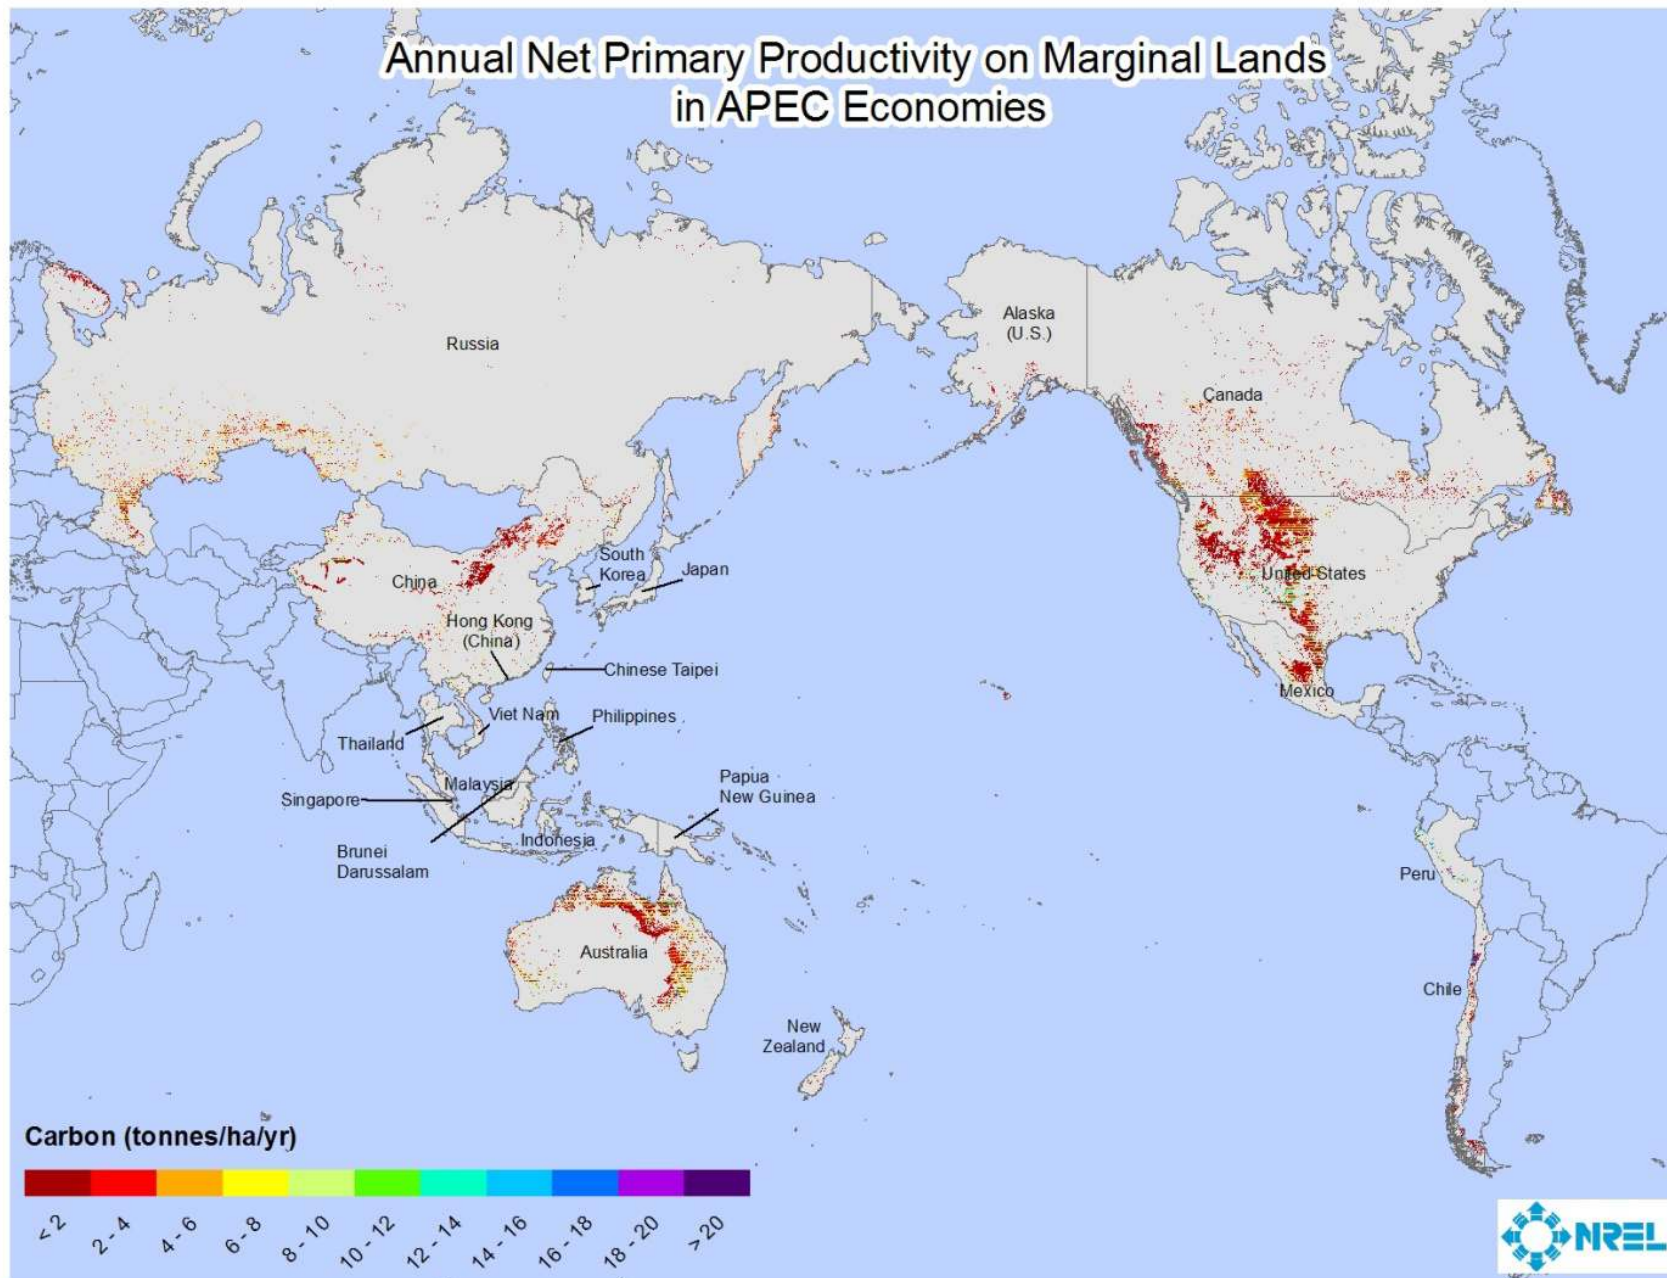 Annual Net Primary Productivity on Marginal Lands
in APEC Economies
Alaska
(U.S.)
Russia
Canada
South
Korea
Japan
China
United States
Hong Kong
(China)
Chinese Taipei
Mexico
Viet Nam
Philippines
Thailand
Malaysia
Papua
New Guinea
Singapore
Indonesia
Brunei
Darussalam
Peru
Australia
Chile
New
Zealand
Carbon (tonnes/ha/yr)
< 2
2 - 4
4 - 6
6 - 8
8 - 10
10 - 12
12 - 14
14 - 16
16 - 18
18 - 20
> 20
NREL